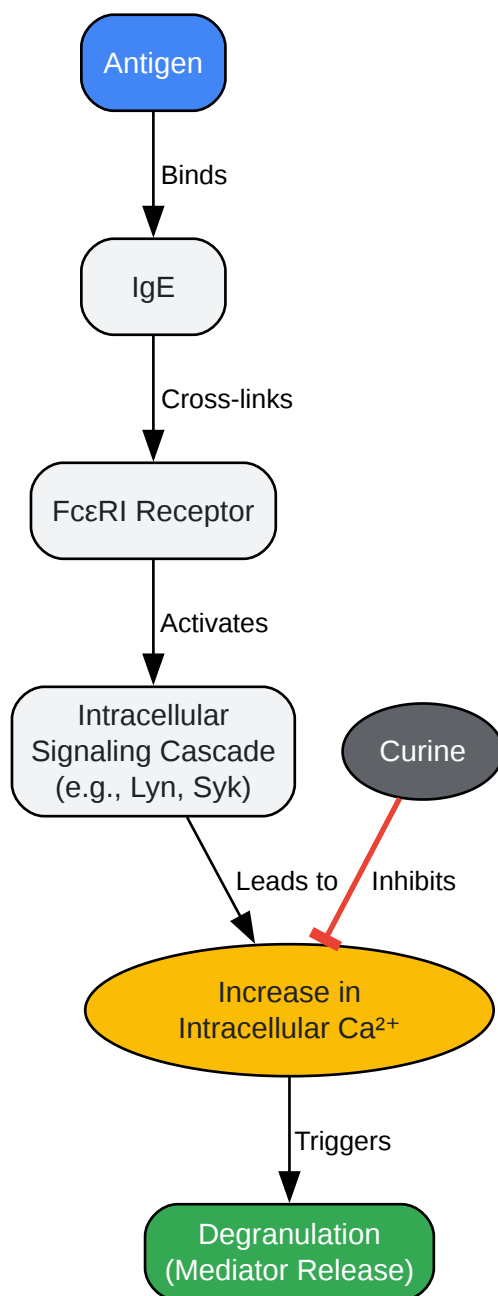 Antigen
Binds
IgE
Cross-links
FcεRI Receptor
Activates
Intracellular
Signaling Cascade
(e.g., Lyn, Syk)
Curine
Leads to
Inhibits
Increase in
Intracellular Ca²⁺
Triggers
Degranulation
(Mediator Release)